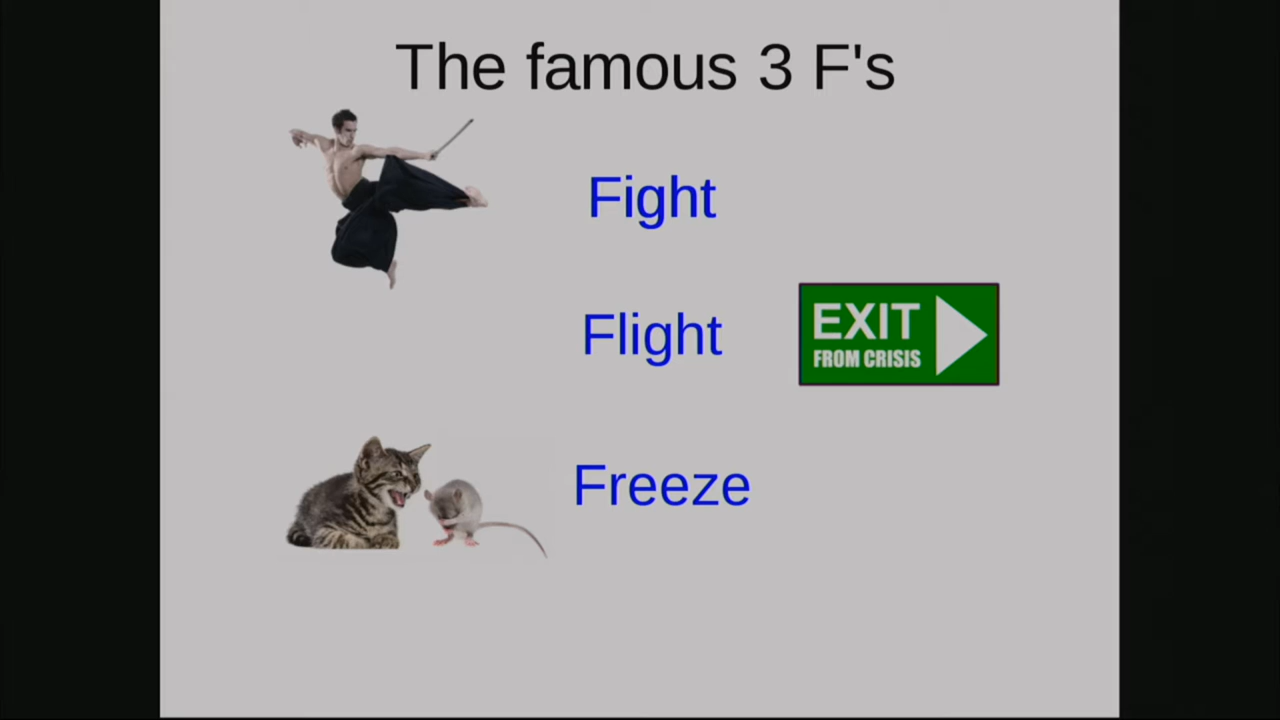 The famous 3 F's
Fight
Flight
EXIT
FROM CRISIS
Freeze